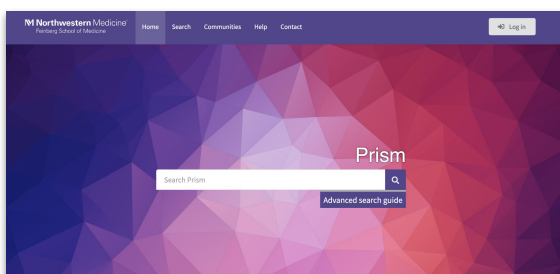 Northwestern Medicine®
Feinberg School of Medicine
Home
Search
Communities
Help
Contact
Log in
Prism
Search Prism
Advanced search guide